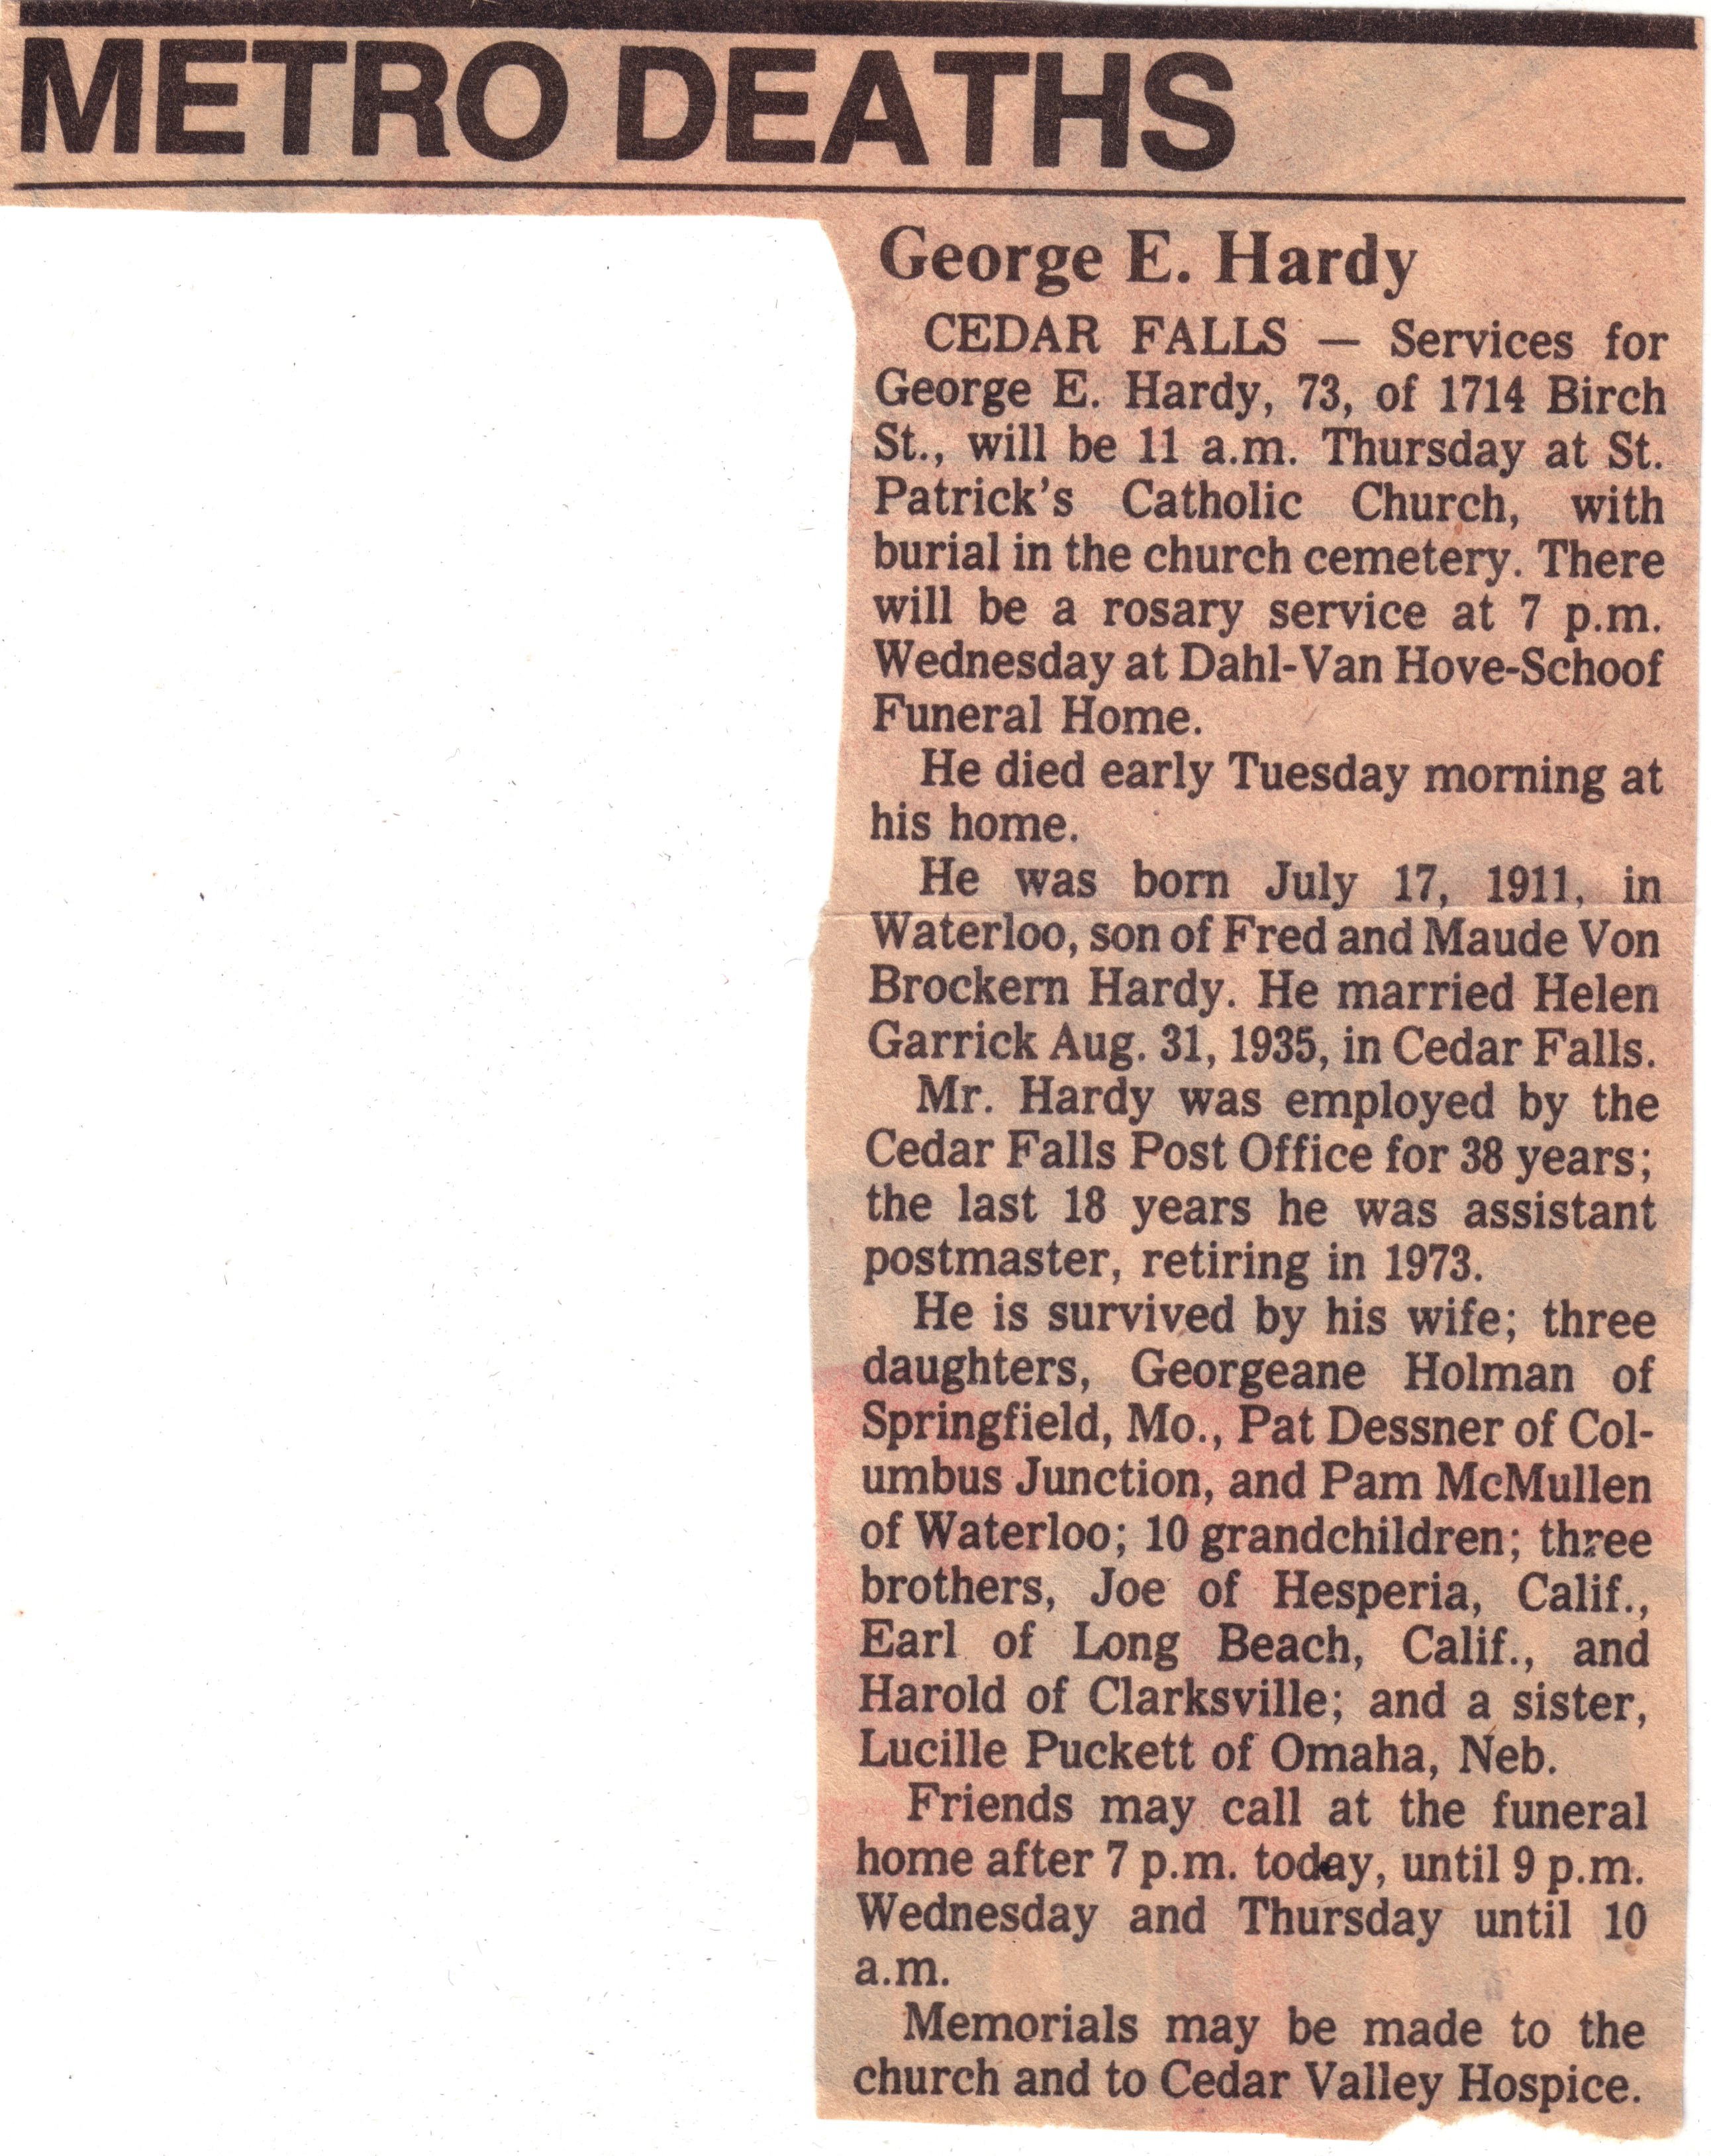 METRO DEATHS
George E. Hardy
CEDAR FALLS — Services for
George E. Hardy, 73, of 1714 Birch
St., will be 11 a.m. Thursday at St.
Patrick's Catholic Church, with
burial in the church cemetery. There
will be a rosary service at 7 p.m.
Wednesday at Dahl-Van Hove-Schoof
Funeral Home.
He died early Tuesday morning at
his home.
He was born July 17, 1911, in
Waterloo, son of Fred and Maude Von
Brockern Hardy. He married Helen
Garrick Aug. 31, 1935, in Cedar Falls.
Mr. Hardy was employed by the
Cedar Falls Post Office for 38 years;
the last 18 years he was assistant
postmaster, retiring in 1973.
He is survived by his wife; three
daughters, Georgeane Holman of
Springfield, Mo., Pat Dessner of Col-
umbus Junction, and Pam McMullen
of Waterloo; 10 grandchildren; three
brothers, Joe of Hesperia, Calif.,
Earl of Long Beach, Calif., and
Harold of Clarksville; and a sister,
Lucille Puckett of Omaha, Neb.
Friends may call at the funeral
home after 7 p.m. today, until 9 p.m.
Wednesday and Thursday until 10
a.m.
Memorials may be made to the
church and to Cedar Valley Hospice.